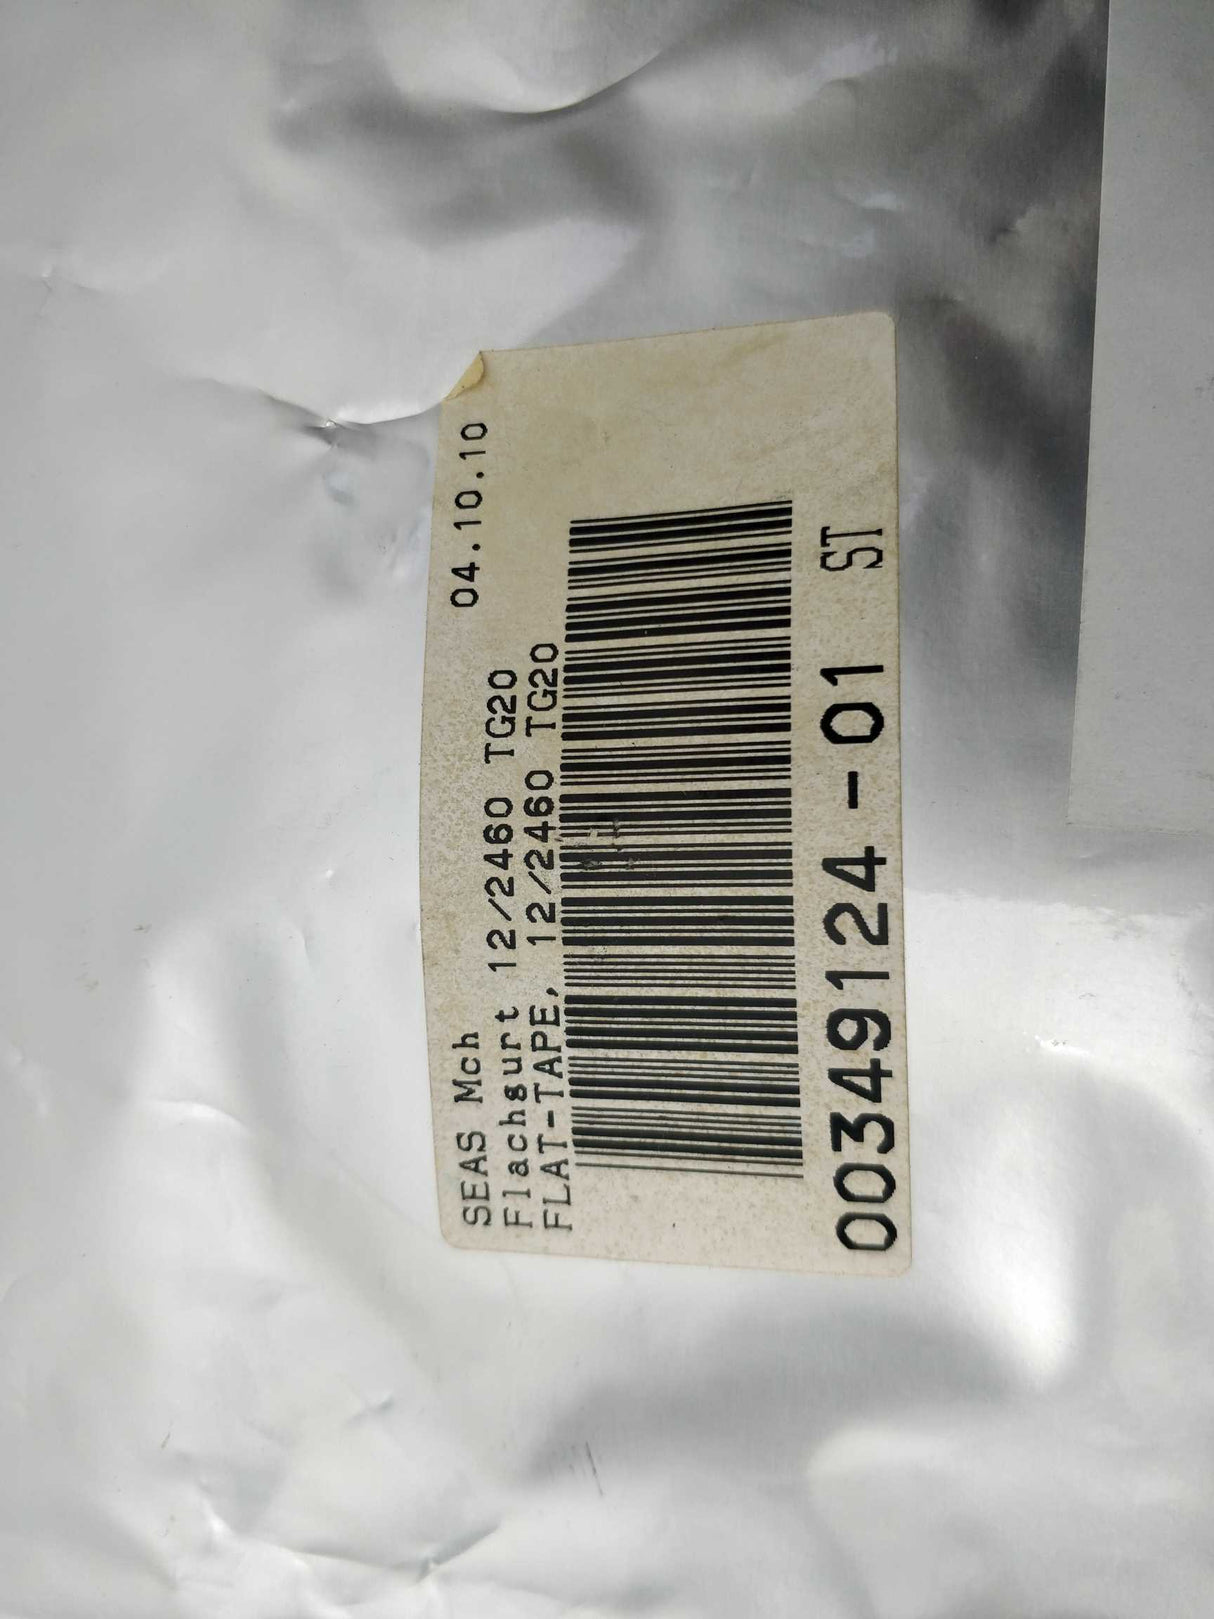 SEAS Mch 04.10.10
Flachgurt 12/2460 TG20
FLAT-TAPE, 12/2460 TG20
00349124-01 ST